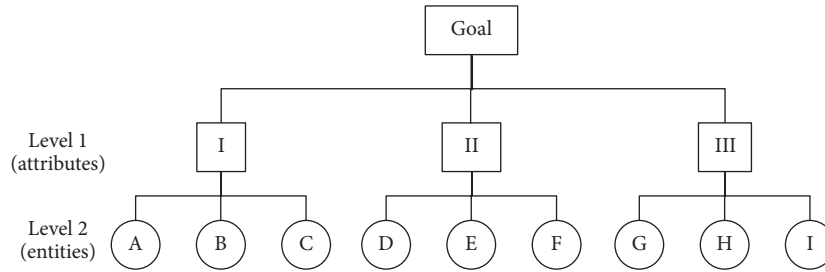 Goal
Level 1
(attributes)
I
II
III
Level 2
(entities)
A
B
C
D
E
F
G
H
I